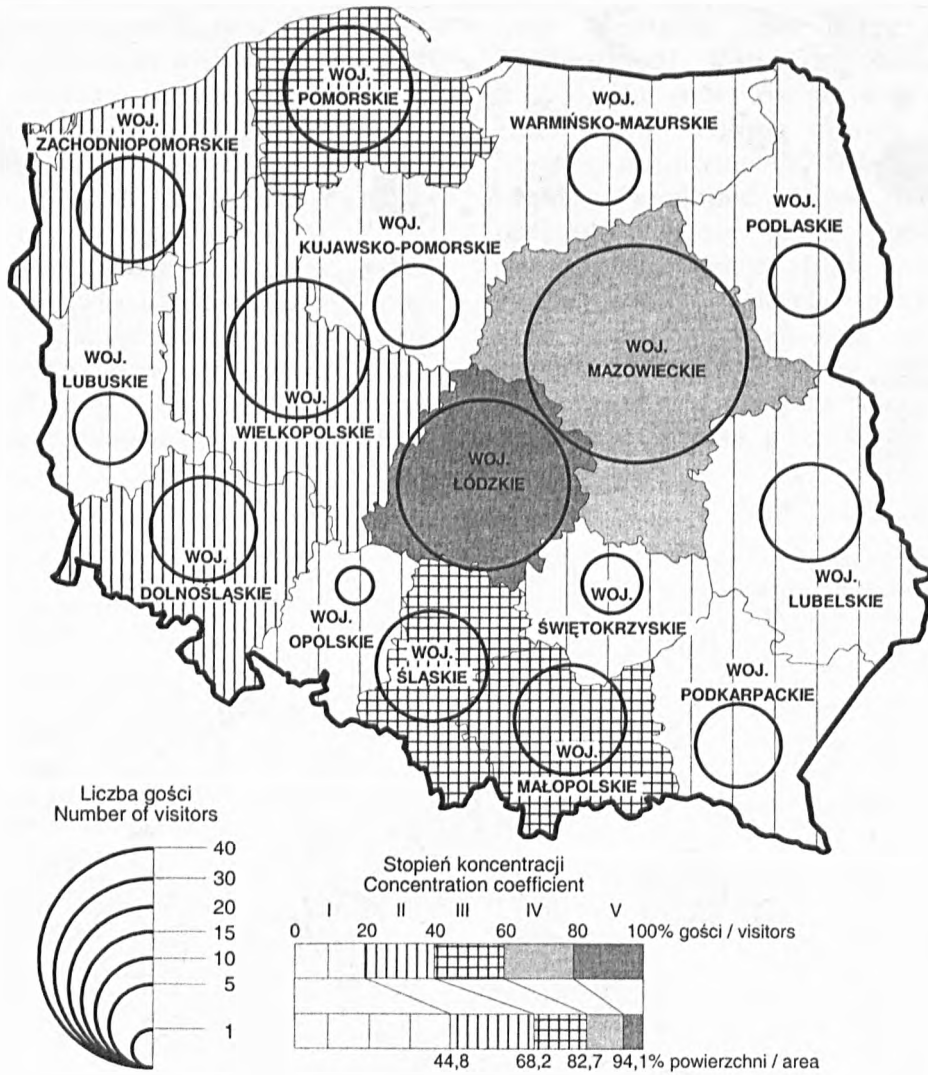 WOJ.
POMORSKIE
WOJ.
ZACHODNIOPOMORSKIE
WOJ.
WARMIŃSKO-MAZURSKIE
WOJ.
PODLASKIE
WOJ.
KUJAWSKO-POMORSKIE
WOJ.
MAZOWIECKIE
WOJ.
LUBUSKIE
WOJ.
WIELKOPOLSKIE
WOJ.
ŁÓDZKIE
WOJ.
DOLNOŚLĄSKIE
WOJ.
OPOLSKIE
WOJ.
ŚLĄSKIE
WOJ.
ŚWIĘTOKRZYSKIE
WOJ.
LUBELSKIE
WOJ.
PODKARPACKIE
WOJ.
MAŁOPOLSKIE
Liczba gości
Number of visitors
40
30
20
15
10
5
1
Stopień koncentracji
Concentration coefficient
I II III IV V
0 20 40 60 80 100% gości / visitors
44,8 68,2 82,7 94,1% powierzchni / area